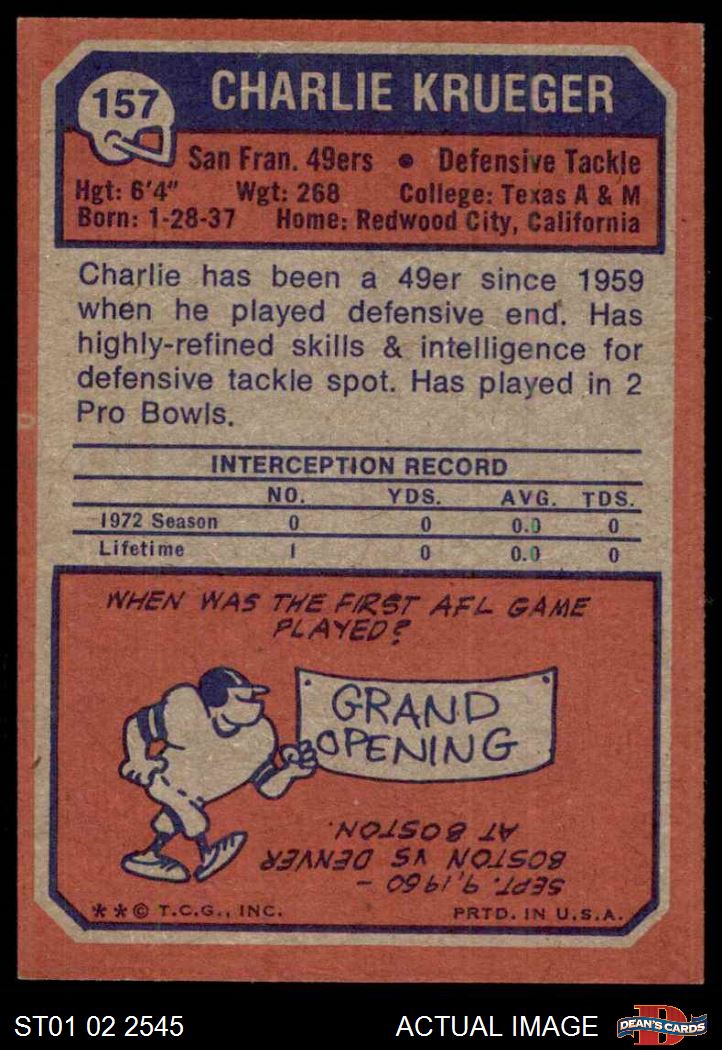 157
CHARLIE KRUEGER
San Fran. 49ers • Defensive Tackle
Hgt: 6'4" Wgt: 268 College: Texas A & M
Born: 1-28-37 Home: Redwood City, California
Charlie has been a 49er since 1959
when he played defensive end. Has
highly-refined skills & intelligence for
defensive tackle spot. Has played in 2
Pro Bowls.
INTERCEPTION RECORD
NO. YDS. AVG. TDS.
1972 Season 0 0 0.0 0
Lifetime 1 0 0.0 0
WHEN WAS THE FIRST AFL GAME
PLAYED?
GRAND
OPENING
SEPT. 9, 1960 -
BOSTON VS DENVER
AT BOSTON.
**© T.C.G., INC. PRTD. IN U.S.A.
ST01 02 2545 ACTUAL IMAGE
D
DEAN'S CARDS